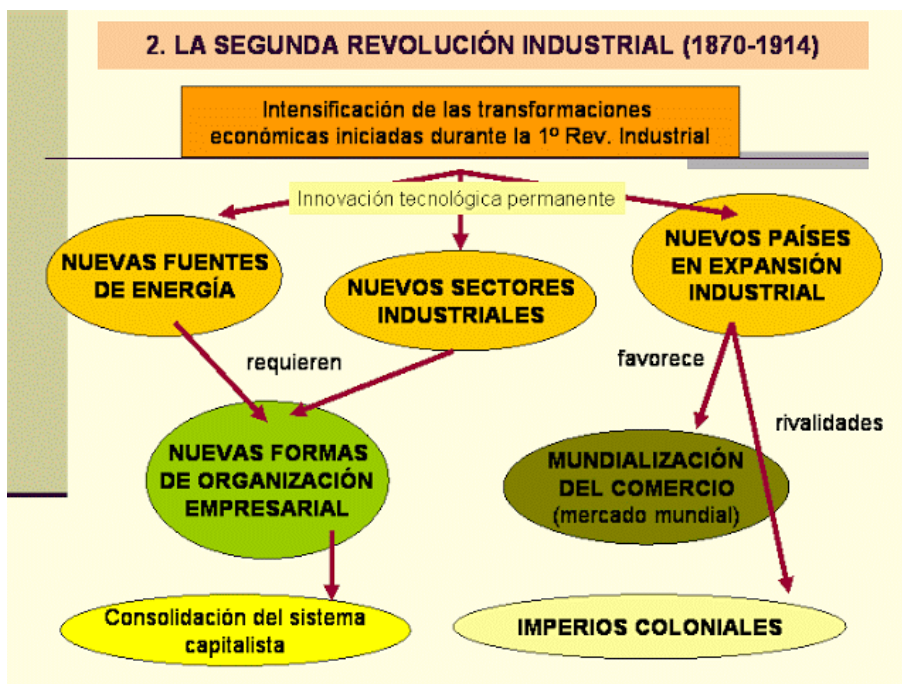 2. LA SEGUNDA REVOLUCIÓN INDUSTRIAL (1870-1914)
Intensificación de las transformaciones
económicas iniciadas durante la 1º Rev. Industrial
Innovación tecnológica permanente
NUEVAS FUENTES
DE ENERGÍA
NUEVOS SECTORES
INDUSTRIALES
NUEVOS PAÍSES
EN EXPANSIÓN
INDUSTRIAL
requieren
favorece
rivalidades
NUEVAS FORMAS
DE ORGANIZACIÓN
EMPRESARIAL
MUNDIALIZACIÓN
DEL COMERCIO
(mercado mundial)
Consolidación del sistema
capitalista
IMPERIOS COLONIALES